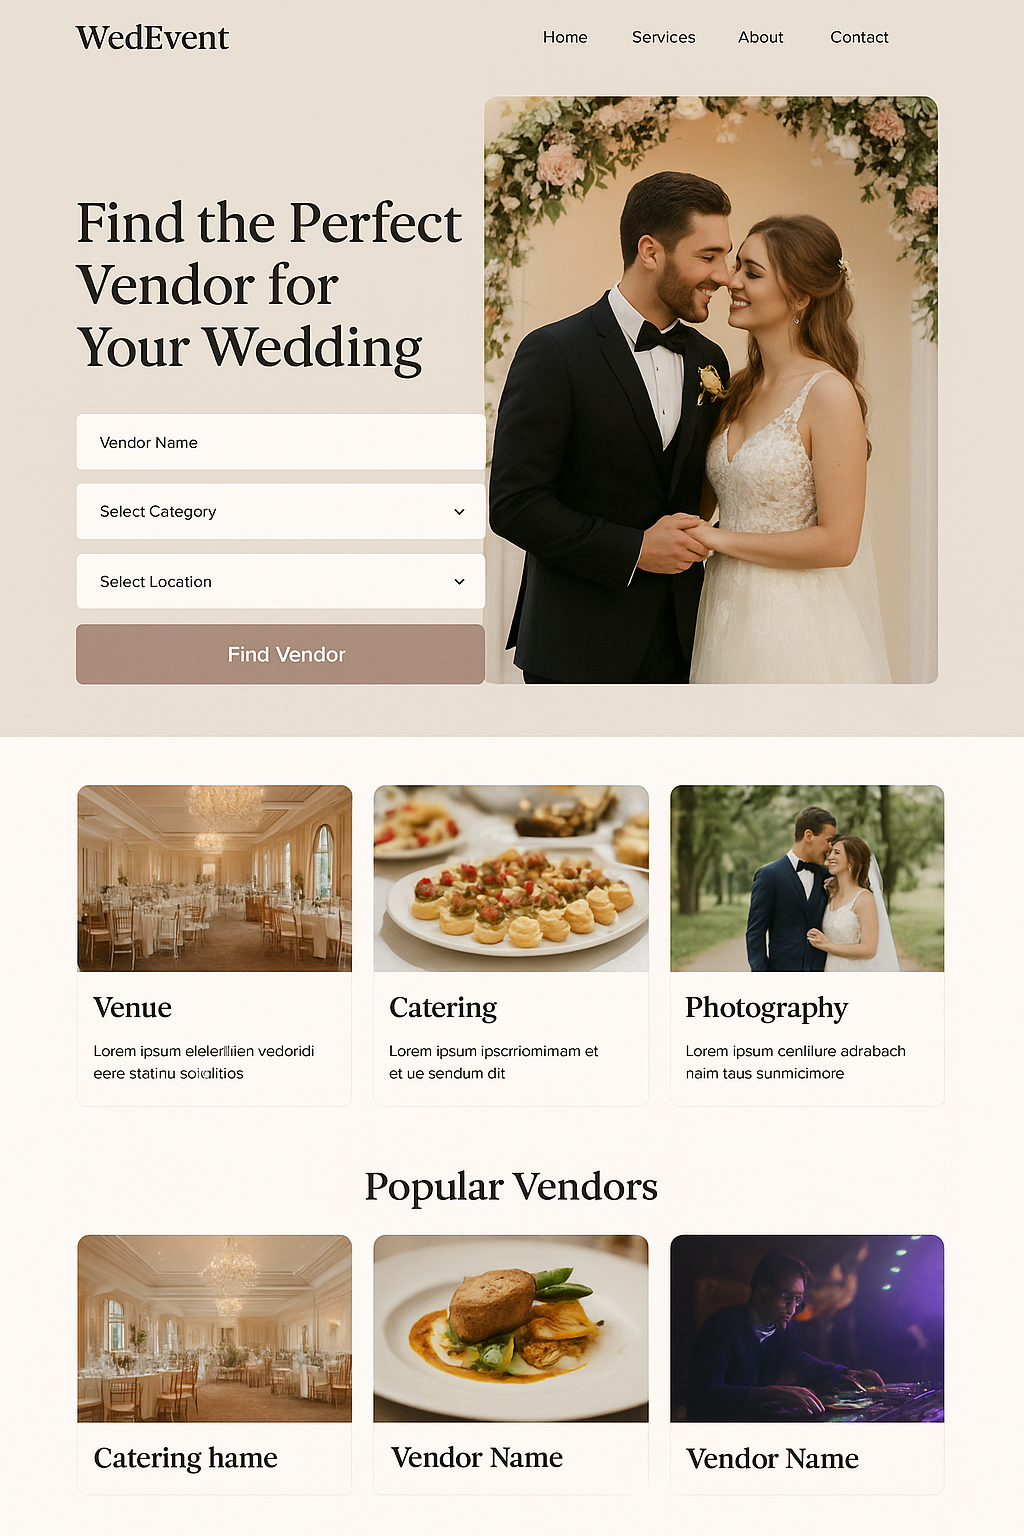 WedEvent
Home Services About Contact
Find the Perfect
Vendor for
Your Wedding
Vendor Name
Select Category
Select Location
Find Vendor
Venue
Lorem ipsum vedoridi
eere statinu
Catering
Lorem ipsum ipscrriomimam et
et ue sendum dit
Photography
Lorem ipsum cenlilure adrabach
naim taus sunmicimore
Popular Vendors
Catering hame
Vendor Name
Vendor Name